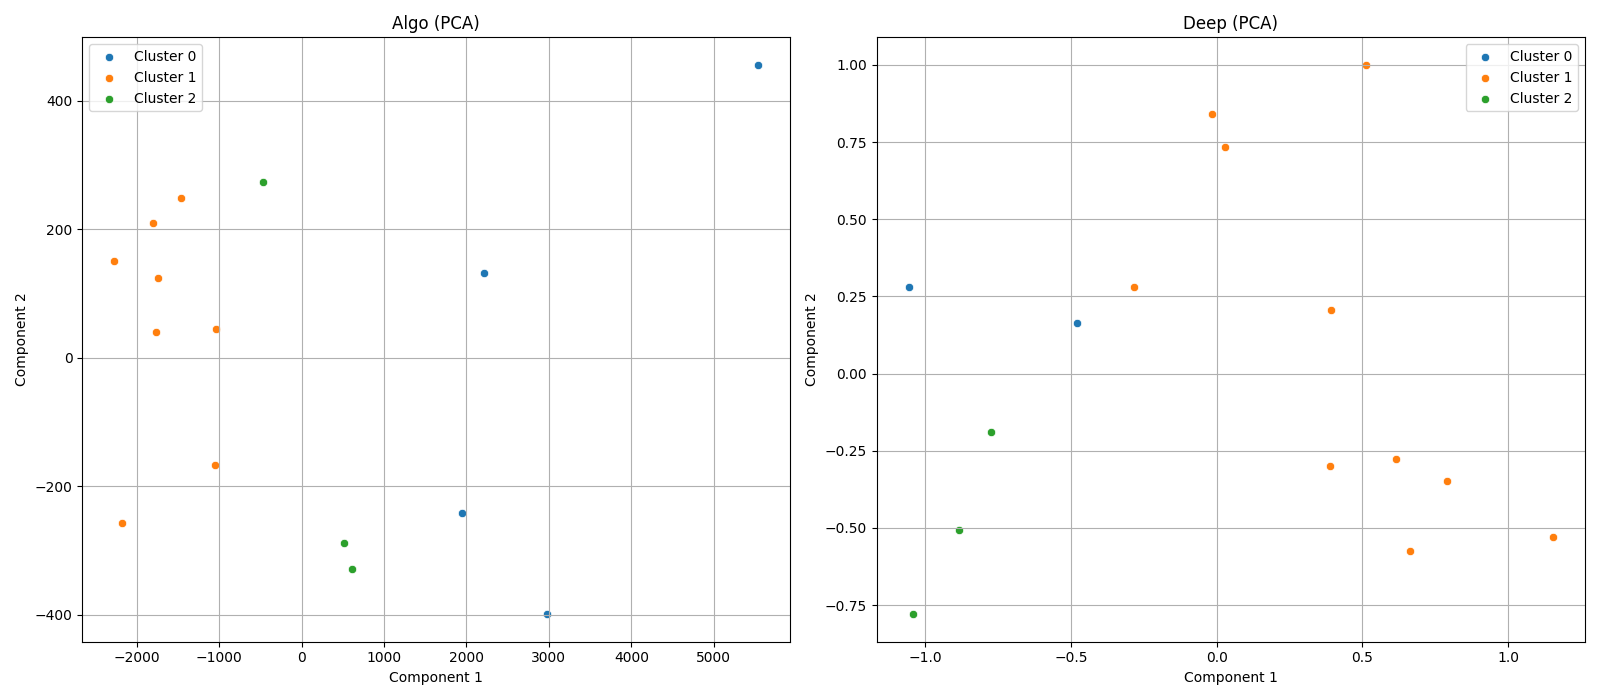 Algo (PCA)
Cluster 0
Cluster 1
Cluster 2
400
200
0
−200
−400
−2000
−1000
0
1000
2000
3000
4000
5000
Component 1
Component 2
Deep (PCA)
Cluster 0
Cluster 1
Cluster 2
1.00
0.75
0.50
0.25
0.00
−0.25
−0.50
−0.75
−1.0
−0.5
0.0
0.5
1.0
Component 1
Component 2